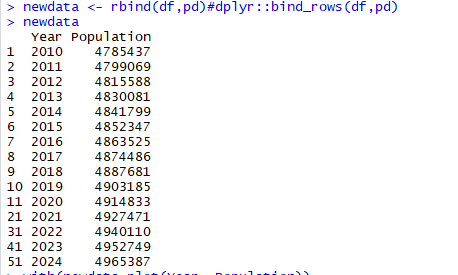 > newdata <- rbind(df,pd)#dplyr::bind_rows(df,pd)
> newdata
Year Population
1 2010 4785437
2 2011 4799069
3 2012 4815588
4 2013 4830081
5 2014 4841799
6 2015 4852347
7 2016 4863525
8 2017 4874486
9 2018 4887681
10 2019 4903185
11 2020 4914833
21 2021 4927471
31 2022 4940110
41 2023 4952749
51 2024 4965387
> with(newdata,plot(Year, Population))